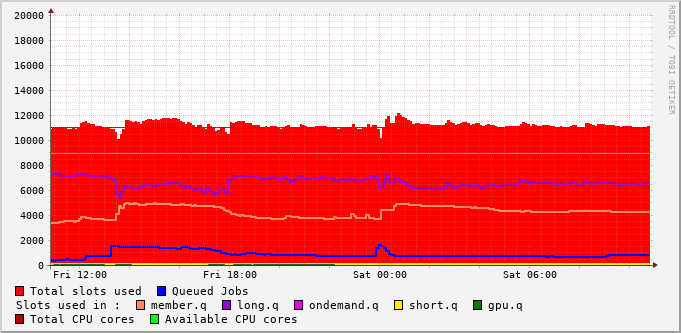 20000
18000
16000
14000
12000
10000
8000
6000
4000
2000
0
Fri 12:00 Fri 18:00 Sat 00:00 Sat 06:00
RRDTOOL / TOBI OETIKER
Total slots used Queued Jobs
Slots used in : member.q long.q ondemand.q short.q gpu.q
Total CPU cores Available CPU cores